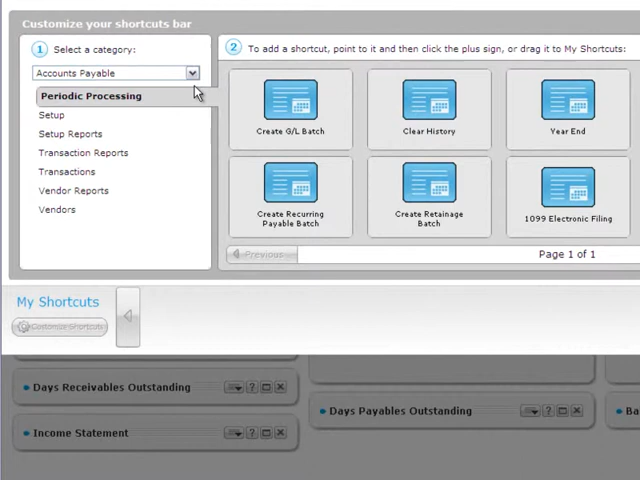 Customize your shortcuts bar
1 Select a category:
Accounts Payable
Periodic Processing
Setup
Setup Reports
Transaction Reports
Transactions
Vendor Reports
Vendors
2 To add a shortcut, point to it and then click the plus sign, or drag it to My Shortcuts:
Create G/L Batch
Clear History
Year End
Create Recurring
Payable Batch
Create Retainage
Batch
1099 Electronic Filing
Previous
Page 1 of 1
My Shortcuts
Customize Shortcuts
Days Receivables Outstanding
?
Days Payables Outstanding
?
Ba
Income Statement
?